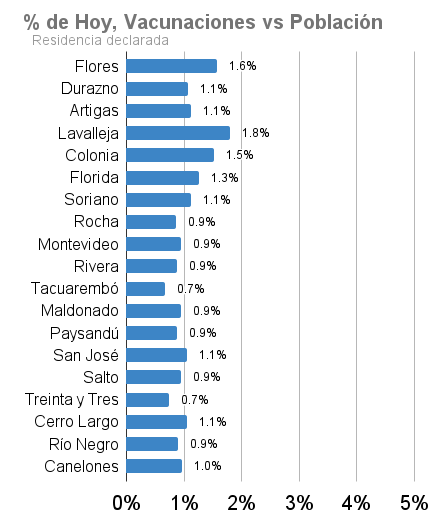 % de Hoy, Vacunaciones vs Población
Residencia declarada
Flores 1.6%
Durazno 1.1%
Artigas 1.1%
Lavalleja 1.8%
Colonia 1.5%
Florida 1.3%
Soriano 1.1%
Rocha 0.9%
Montevideo 0.9%
Rivera 0.9%
Tacuarembó 0.7%
Maldonado 0.9%
Paysandú 0.9%
San José 1.1%
Salto 0.9%
Treinta y Tres 0.7%
Cerro Largo 1.1%
Río Negro 0.9%
Canelones 1.0%
0% 1% 2% 3% 4% 5%